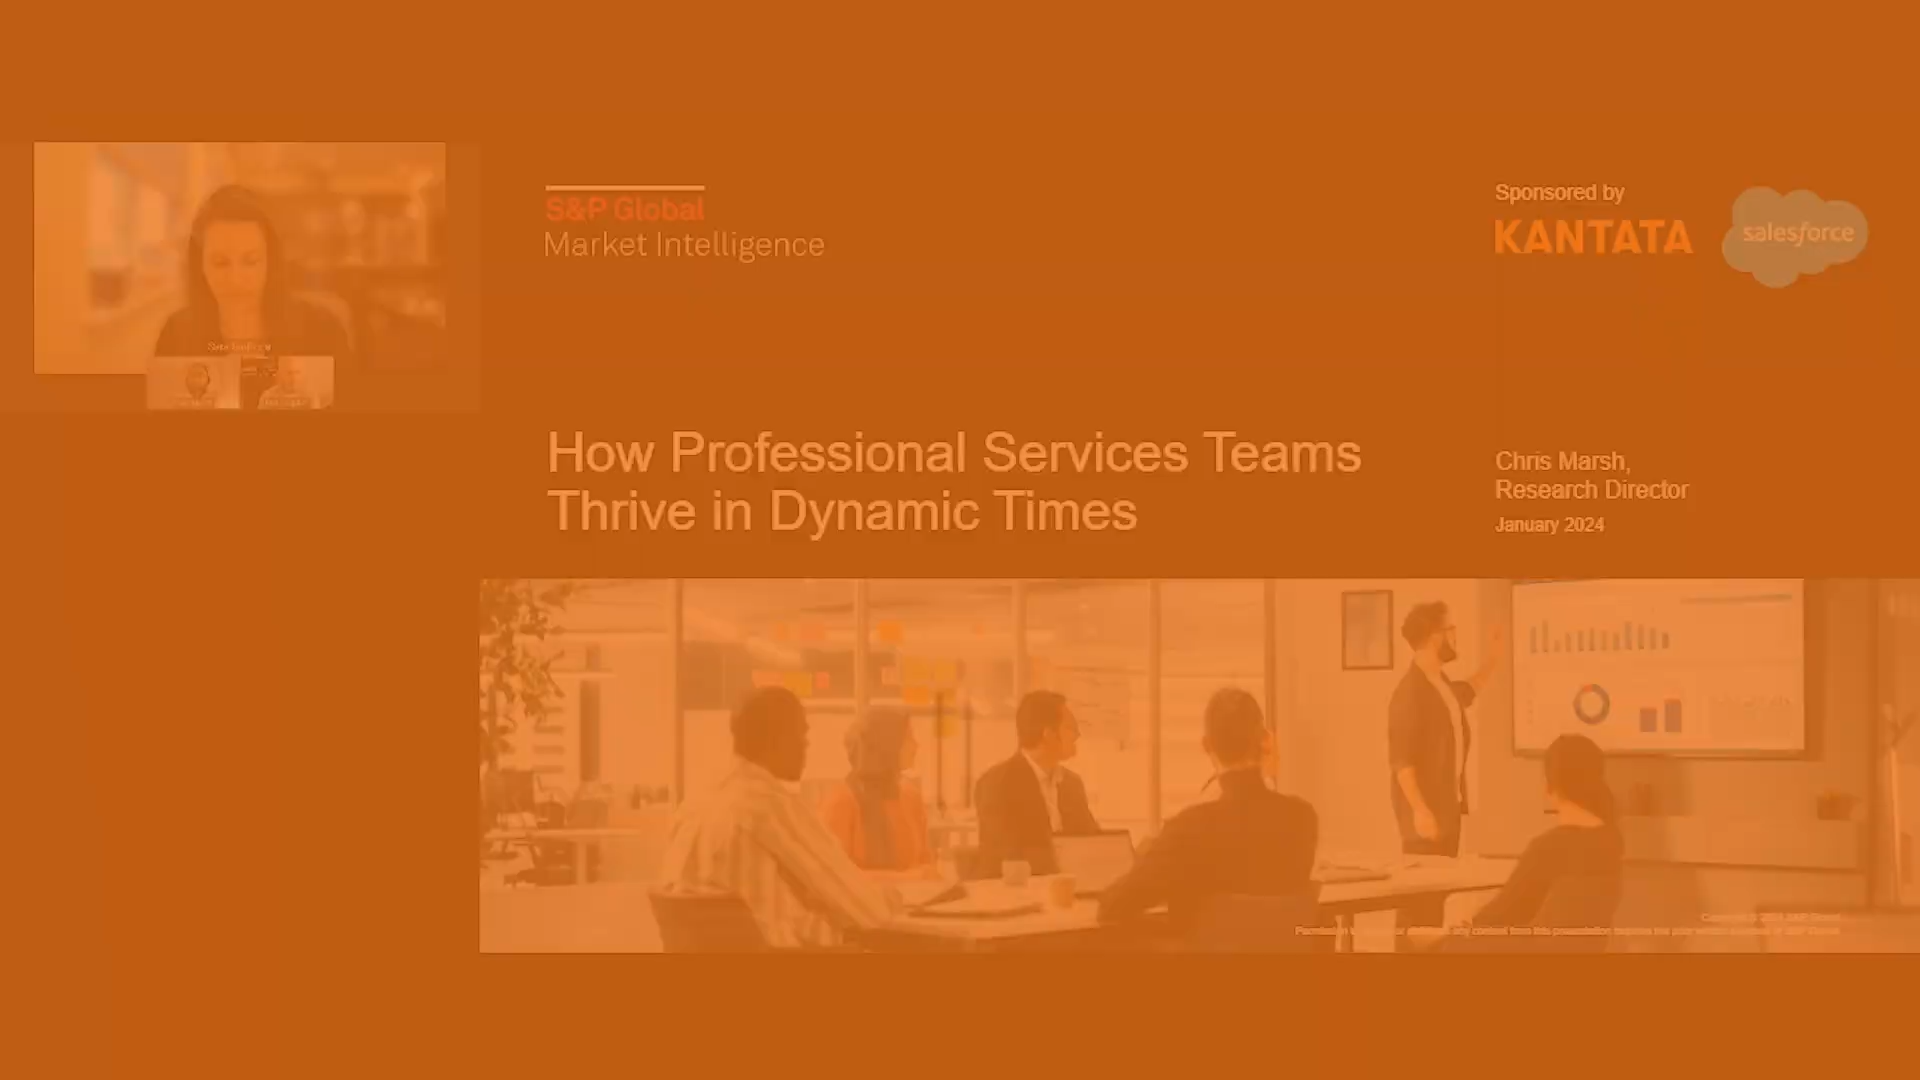 S&P Global
Market Intelligence
Sponsored by
KANTATA
salesforce
How Professional Services Teams
Thrive in Dynamic Times
Chris Marsh,
Research Director
January 2024